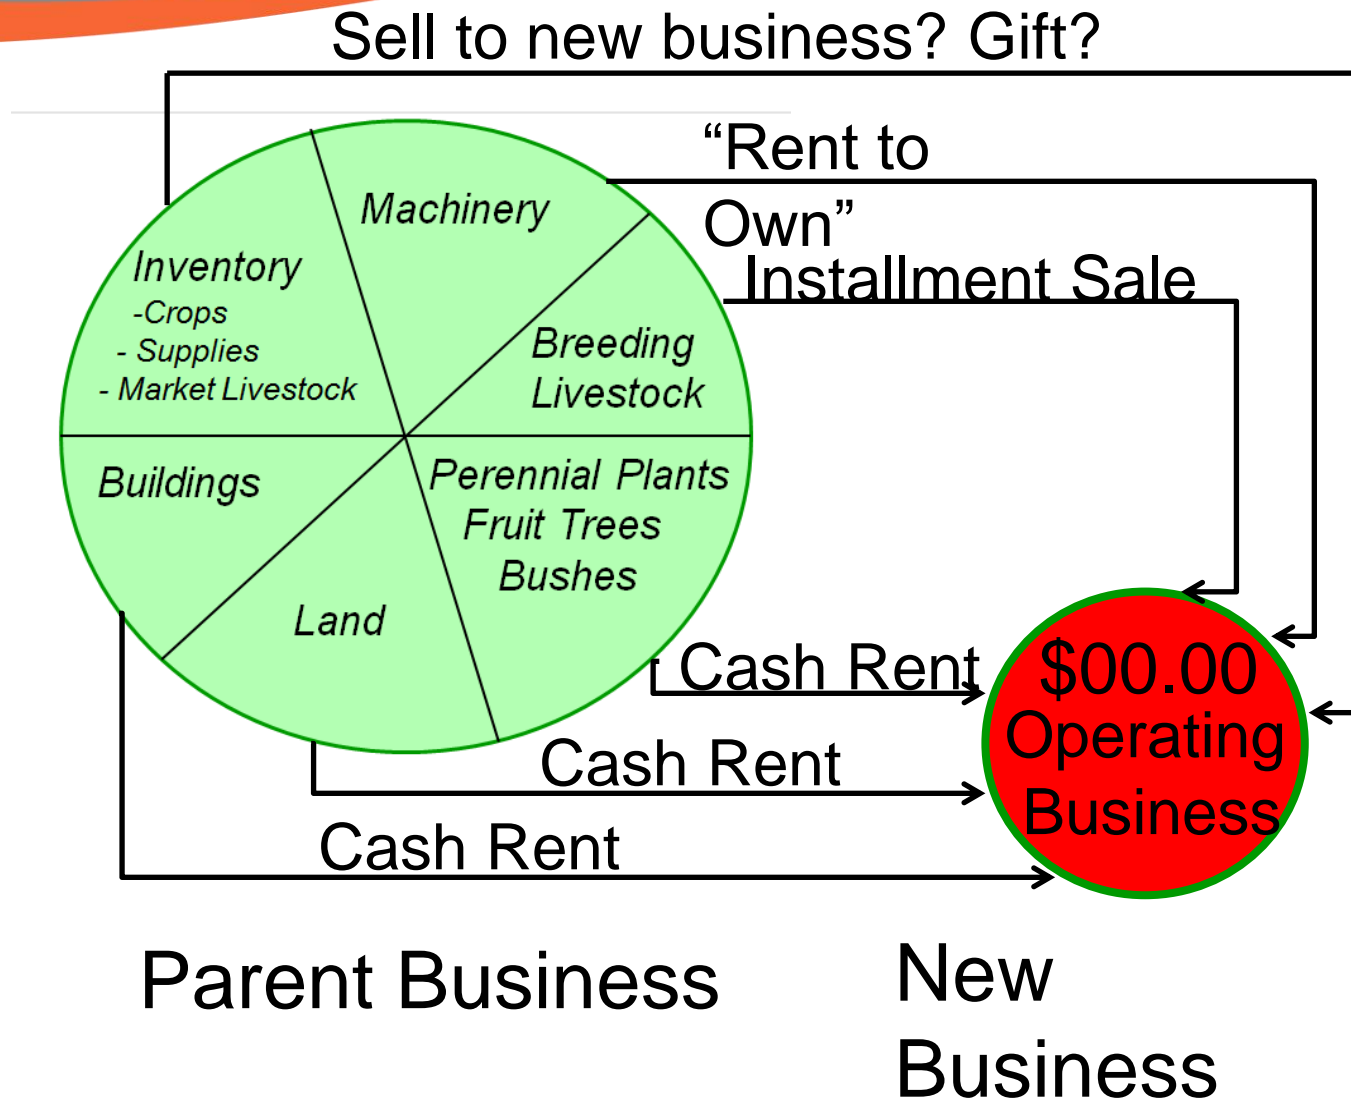 Sell to new business? Gift?
“Rent to
Own”
Installment Sale
Machinery
Inventory
-Crops
- Supplies
- Market Livestock
Breeding
Livestock
Buildings
Perennial Plants
Fruit Trees
Bushes
Land
Cash Rent
Cash Rent
Cash Rent
$00.00
Operating
Business
Parent Business
New
Business